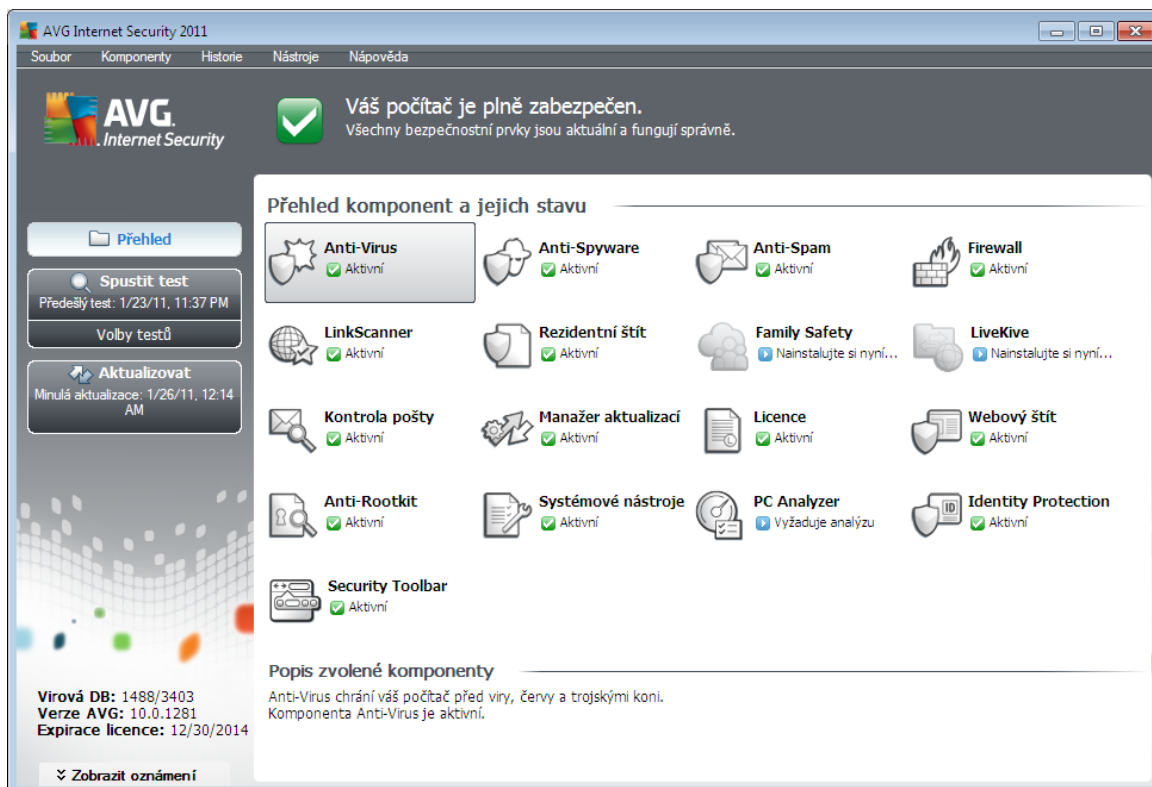 AVG Internet Security 2011
Soubor Komponenty Historie Nástroje Nápověda
AVG.
Internet Security
Váš počítač je plně zabezpečen.
Všechny bezpečnostní prvky jsou aktuální a fungují správně.
Přehled
Spustit test
Předešlý test: 1/23/11, 11:37 PM
Volby testů
Aktualizovat
Minulá aktualizace: 1/26/11, 12:14
AM
Přehled komponent a jejich stavu
Anti-Virus
Aktivní
Anti-Spyware
Aktivní
Anti-Spam
Aktivní
Firewall
Aktivní
LinkScanner
Aktivní
Rezidentní štít
Aktivní
Family Safety
Nainstalujte si nyní...
LiveKive
Nainstalujte si nyní...
Kontrola pošty
Aktivní
Manažer aktualizací
Aktivní
Licence
Aktivní
Webový štít
Aktivní
Anti-Rootkit
Aktivní
Systémové nástroje
Aktivní
PC Analyzer
Vyžaduje analýzu
ID
Identity Protection
Aktivní
Security Toolbar
Aktivní
Popis zvolené komponenty
Anti-Virus chrání váš počítač před viry, červy a trojskými koni.
Komponenta Anti-Virus je aktivní.
Virová DB: 1488/3403
Verze AVG: 10.0.1281
Expirace licence: 12/30/2014
Zobrazit oznámení